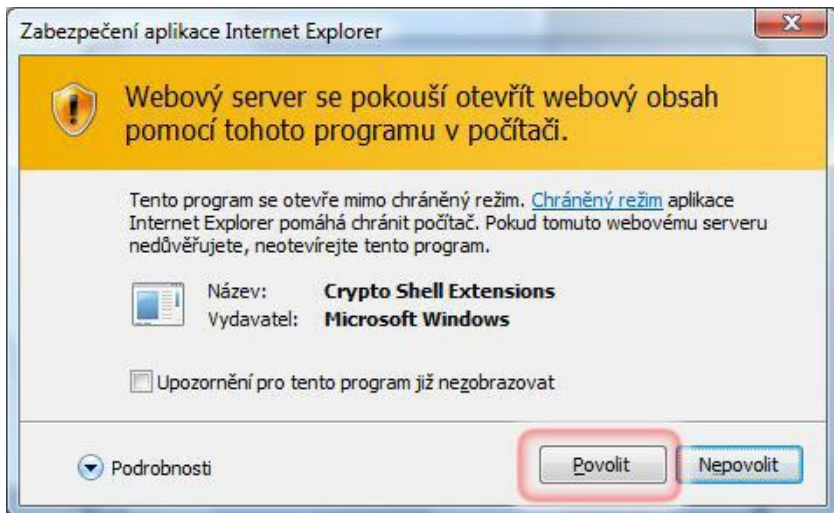 Zabezpečení aplikace Internet Explorer
Webový server se pokouší otevřít webový obsah
pomocí tohoto programu v počítači.
Tento program se otevře mimo chráněný režim. Chráněný režim aplikace
Internet Explorer pomáhá chránit počítač. Pokud tomuto webovému serveru
nedůvěřujete, neotevírejte tento program.
Název: Crypto Shell Extensions
Vydavatel: Microsoft Windows
Upozornění pro tento program již nezobrazovat
Podrobnosti Povolit Nepovolit